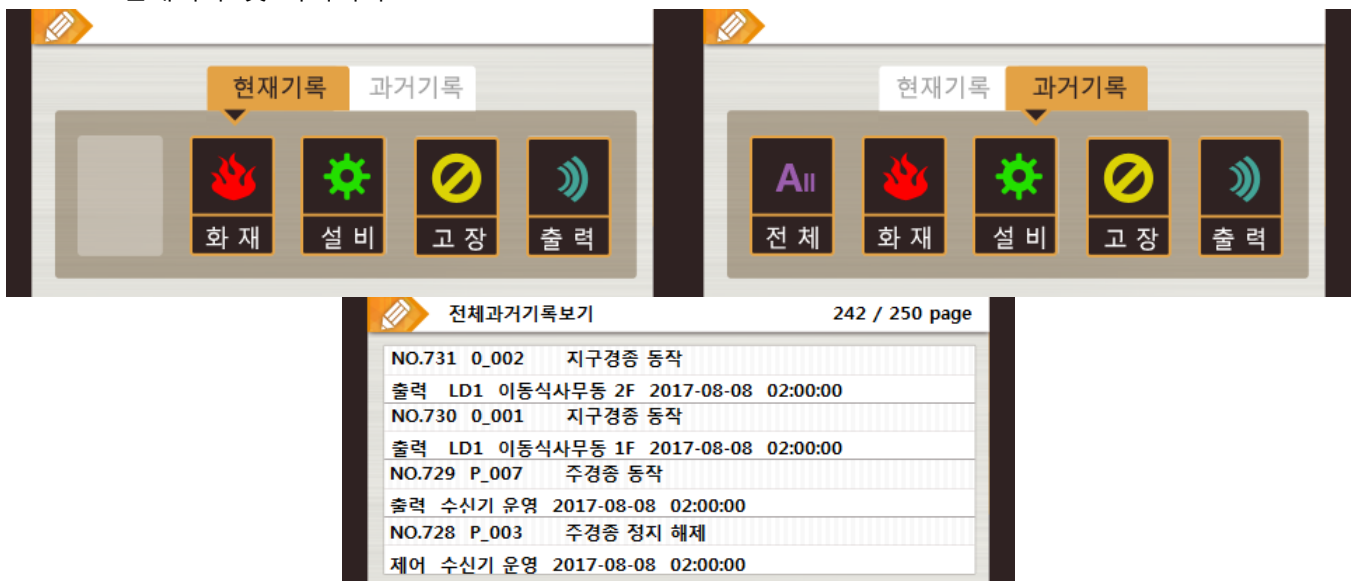 현재기록 과거기록
화 재 설 비 고 장 출 력
현재기록 과거기록
All
전 체 화 재 설 비 고 장 출 력
전체과거기록보기 242 / 250 page
NO.731 0_002 지구경종 동작
출력 LD1 이동식사무동 2F 2017-08-08 02:00:00
NO.730 0_001 지구경종 동작
출력 LD1 이동식사무동 1F 2017-08-08 02:00:00
NO.729 P_007 주경종 동작
출력 수신기 운영 2017-08-08 02:00:00
NO.728 P_003 주경종 정지 해제
제어 수신기 운영 2017-08-08 02:00:00